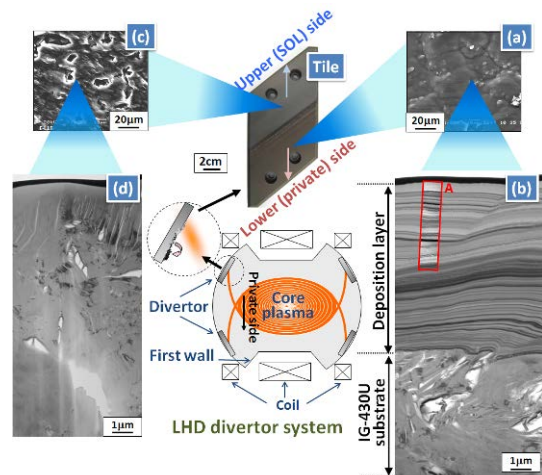 (c)
Upper (SOL) side
Tile
(a)
20μm
20μm
2cm
Lower (private) side
(d)
A
(b)
Deposition layer
Private side
Core
plasma
Divertor
First wall
Coil
IG-430U
substrate
1μm
LHD divertor system
1μm